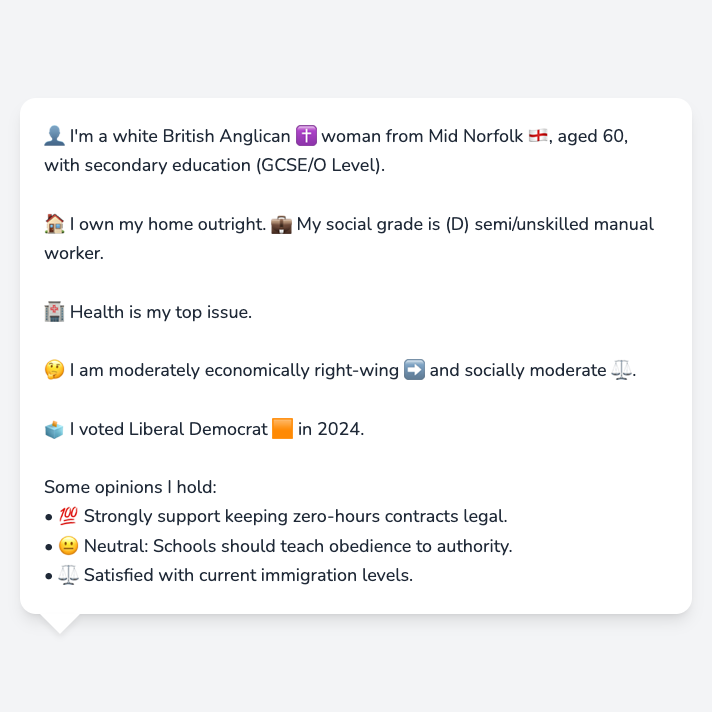 👤 I'm a white British Anglican ✝️ woman from Mid Norfolk 🏴󠁧󠁢󠁥󠁮󠁧󠁿, aged 60,
with secondary education (GCSE/O Level).
🏠 I own my home outright. 💼 My social grade is (D) semi/unskilled manual
worker.
🏥 Health is my top issue.
🤔 I am moderately economically right-wing ➡️ and socially moderate ⚖️.
🗳️ I voted Liberal Democrat 🟧 in 2024.
Some opinions I hold:
• 💯 Strongly support keeping zero-hours contracts legal.
• 😐 Neutral: Schools should teach obedience to authority.
• ⚖️ Satisfied with current immigration levels.